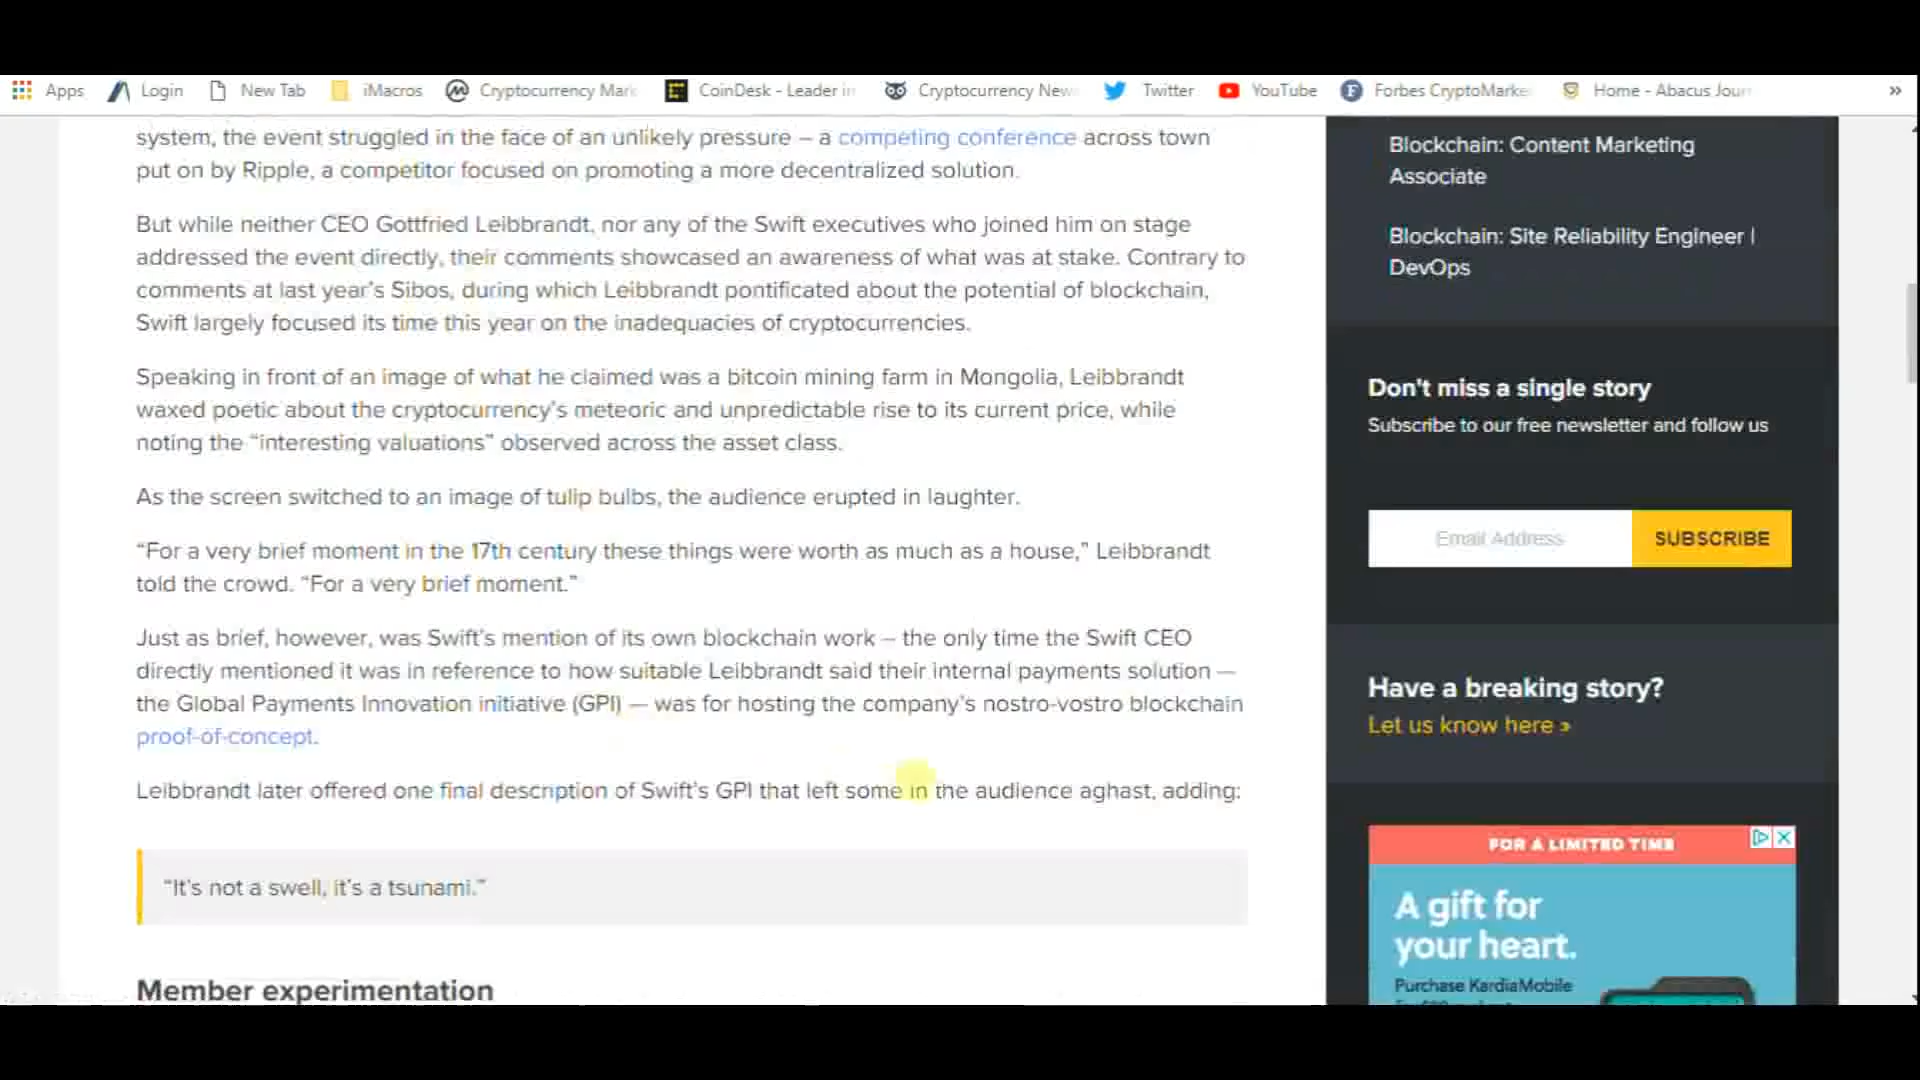 Apps Login New Tab iMacros Cryptocurrency Mark CoinDesk - Leader in Cryptocurrency New Twitter YouTube Forbes CryptoMarke Home - Abacus Jour »
system, the event struggled in the face of an unlikely pressure – a competing conference across town
put on by Ripple, a competitor focused on promoting a more decentralized solution.
But while neither CEO Gottfried Leibbrandt, nor any of the Swift executives who joined him on stage
addressed the event directly, their comments showcased an awareness of what was at stake. Contrary to
comments at last year's Sibos, during which Leibbrandt pontificated about the potential of blockchain,
Swift largely focused its time this year on the inadequacies of cryptocurrencies.
Speaking in front of an image of what he claimed was a bitcoin mining farm in Mongolia, Leibbrandt
waxed poetic about the cryptocurrency's meteoric and unpredictable rise to its current price, while
noting the “interesting valuations” observed across the asset class.
As the screen switched to an image of tulip bulbs, the audience erupted in laughter.
“For a very brief moment in the 17th century these things were worth as much as a house,” Leibbrandt
told the crowd. “For a very brief moment.”
Just as brief, however, was Swift's mention of its own blockchain work – the only time the Swift CEO
directly mentioned it was in reference to how suitable Leibbrandt said their internal payments solution —
the Global Payments Innovation initiative (GPI) — was for hosting the company's nostro-vostro blockchain
proof-of-concept.
Leibbrandt later offered one final description of Swift's GPI that left some in the audience aghast, adding:
“It's not a swell, it's a tsunami.”
Member experimentation
Blockchain: Content Marketing
Associate
Blockchain: Site Reliability Engineer |
DevOps
Don't miss a single story
Subscribe to our free newsletter and follow us
Email Address SUBSCRIBE
Have a breaking story?
Let us know here »
FOR A LIMITED TIME
A gift for
your heart.
Purchase KardiaMobile